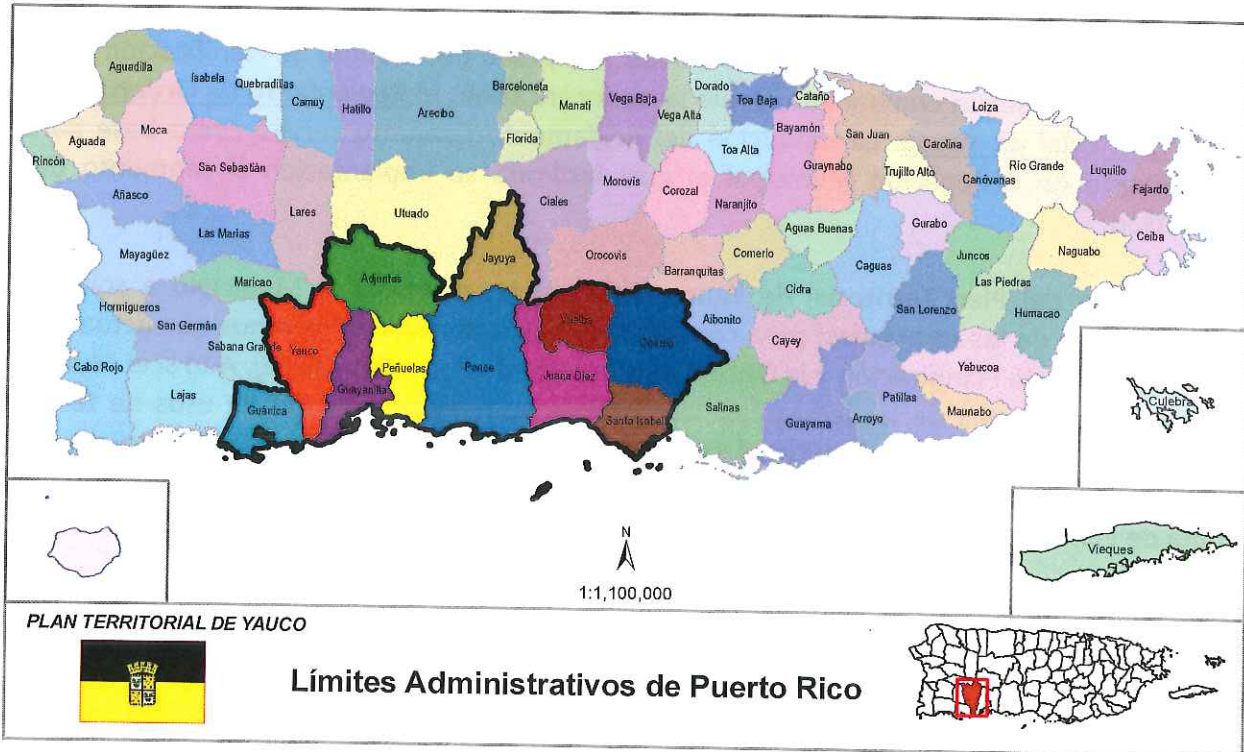 Aguadilla
Isabela
Quebradillas
Camuy
Hatillo
Arecibo
Barceloneta
Manatí
Vega Baja
Vega Alta
Dorado
Toa Baja
Cataño
Loiza
Aguada
Moca
Rincón
San Sebastián
Florida
Toa Alta
Bayamón
San Juan
Carolina
Guaynabo
Trujillo Alto
Canóvanas
Río Grande
Luquillo
Fajardo
Ceiba
Añasco
Lares
Utuado
Ciales
Morovis
Corozal
Naranjito
Las Marias
Mayagüez
Maricao
Adjuntas
Jayuya
Orocovis
Barranquitas
Comerío
Aguas Buenas
Gurabo
Caguas
Juncos
Las Piedras
Naguabo
Humacao
Cidra
San Lorenzo
Hormigueros
San Germán
Sabana Grande
Cabo Rojo
Lajas
Yauco
Guánica
Guayanilla
Peñuelas
Ponce
Juana Díaz
Villalba
Coamo
Santa Isabel
Aibonito
Cayey
Salinas
Guayama
Arroyo
Patillas
Yabucoa
Maunabo
Culebra
Vieques
N
1:1,100,000
PLAN TERRITORIAL DE YAUCO
Límites Administrativos de Puerto Rico